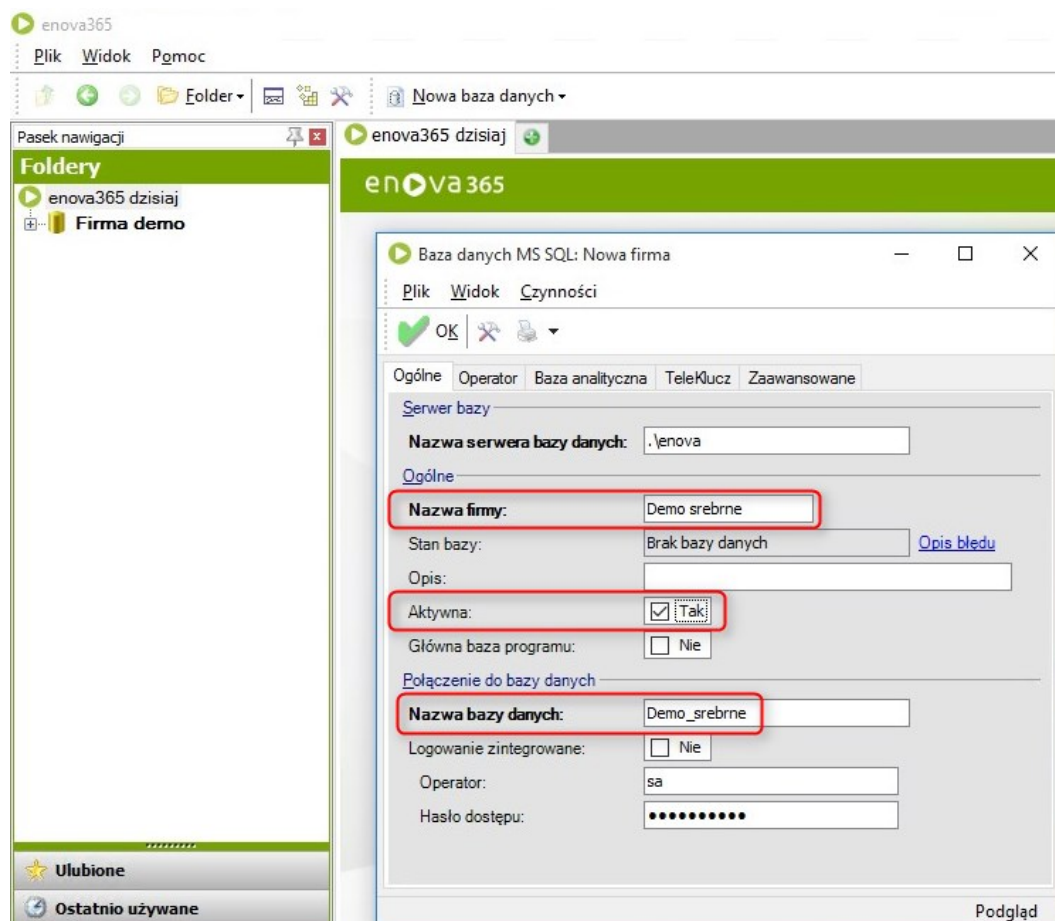 enova365
Plik Widok Pomoc
Folder Nowa baza danych
Pasek nawigacji
Foldery
enova365 dzisiaj
Firma demo
Ulubione
Ostatnio używane
enova365 dzisiaj
enova365
Baza danych MS SQL: Nowa firma
Plik Widok Czynności
OK
Ogólne Operator Baza analityczna TeleKlucz Zaawansowane
Serwer bazy
Nazwa serwera bazy danych: .\enova
Ogólne
Nazwa firmy: Demo srebrne
Stan bazy: Brak bazy danych Opis błędu
Opis:
Aktywna: Tak
Główna baza programu: Nie
Połączenie do bazy danych
Nazwa bazy danych: Demo_srebrne
Logowanie zintegrowane: Nie
Operator: sa
Hasło dostępu: ••••••••••
Podgląd